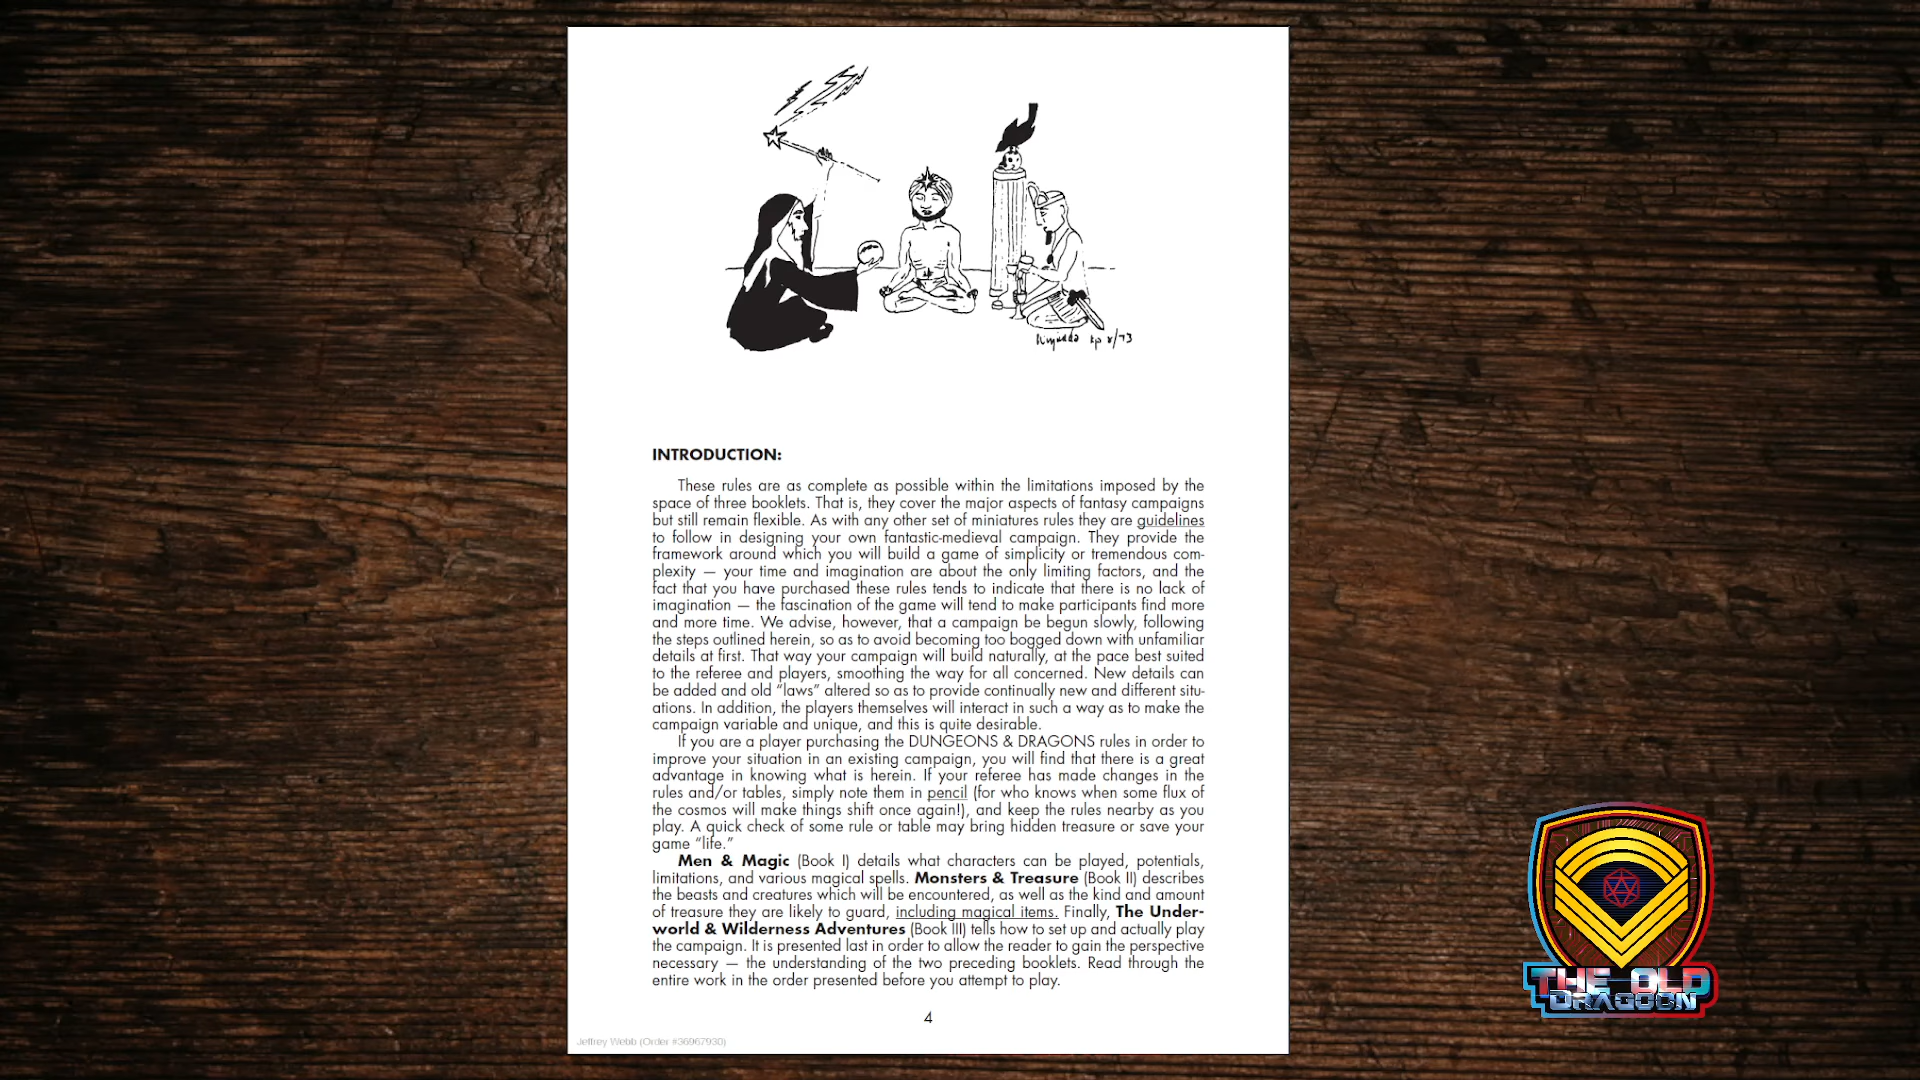 INTRODUCTION:
These rules are as complete as possible within the limitations imposed by the
space of three booklets. That is, they cover the major aspects of fantasy campaigns
but still remain flexible. As with any other set of miniatures rules they are guidelines
to follow in designing your own fantastic-medieval campaign. They provide the
framework around which you will build a game of simplicity or tremendous com-
plexity — your time and imagination are about the only limiting factors, and the
fact that you have purchased these rules tends to indicate that there is no lack of
imagination — the fascination of the game will tend to make participants find more
and more time. We advise, however, that a campaign be begun slowly, following
the steps outlined herein, so as to avoid becoming too bogged down with unfamiliar
details at first. That way your campaign will build naturally, at the pace best suited
to the referee and players, smoothing the way for all concerned. New details can
be added and old “laws” altered so as to provide continually new and different situ-
ations. In addition, the players themselves will interact in such a way as to make the
campaign variable and unique, and this is quite desirable.
If you are a player purchasing the DUNGEONS & DRAGONS rules in order to
improve your situation in an existing campaign, you will find that there is a great
advantage in knowing what is herein. If your referee has made changes in the
rules and/or tables, simply note them in pencil (for who knows when some flux of
the cosmos will make things shift once again!), and keep the rules nearby as you
play. A quick check of some rule or table may bring hidden treasure or save your
game “life.”
Men & Magic (Book I) details what characters can be played, potentials,
limitations, and various magical spells. Monsters & Treasure (Book II) describes
the beasts and creatures which will be encountered, as well as the kind and amount
of treasure they are likely to guard, including magical items. Finally, The Under-
world & Wilderness Adventures (Book III) tells how to set up and actually play
the campaign. It is presented last in order to allow the reader to gain the perspective
necessary — the understanding of the two preceding booklets. Read through the
entire work in the order presented before you attempt to play.
4
Jeffrey Webb (Order #36967930)
THE OLD
DRAGOON